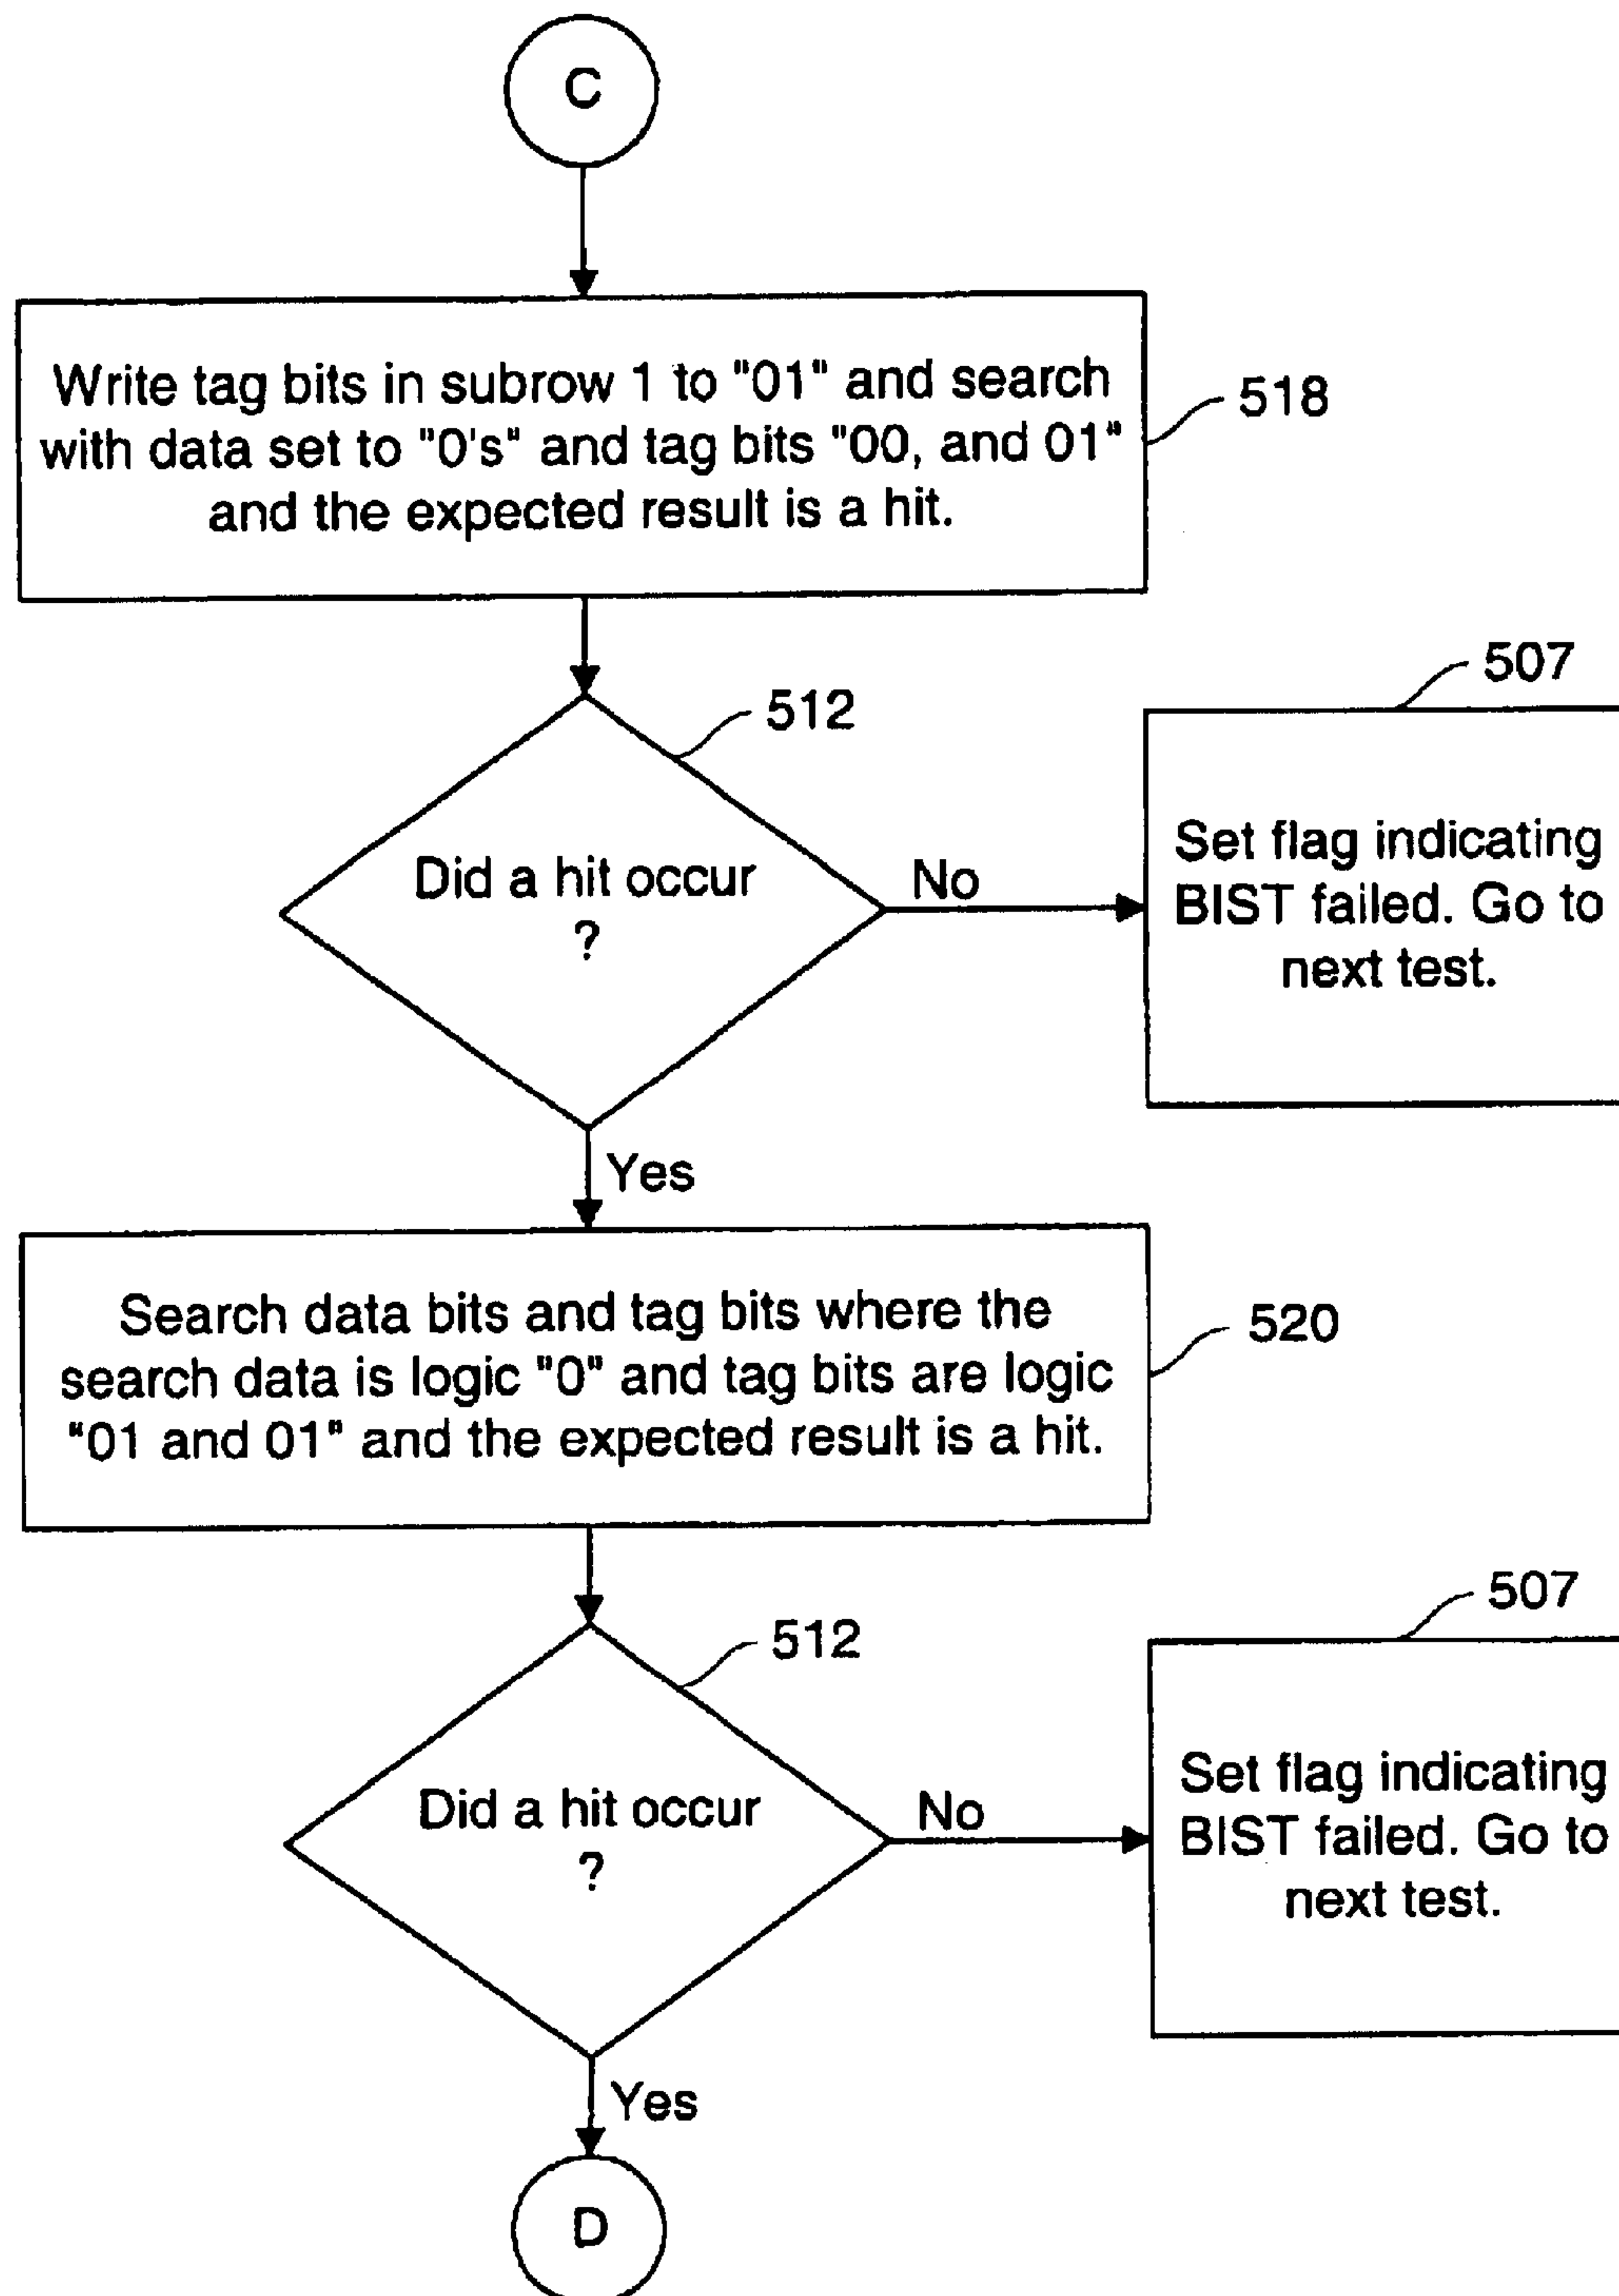 C
Write tag bits in subrow 1 to "01" and search
with data set to "0's" and tag bits "00, and 01"
and the expected result is a hit.
518
512
507
Did a hit occur
?
No
Set flag indicating
BIST failed. Go to
next test.
Yes
Search data bits and tag bits where the
search data is logic "0" and tag bits are logic
"01 and 01" and the expected result is a hit.
520
512
507
Did a hit occur
?
No
Set flag indicating
BIST failed. Go to
next test.
Yes
D